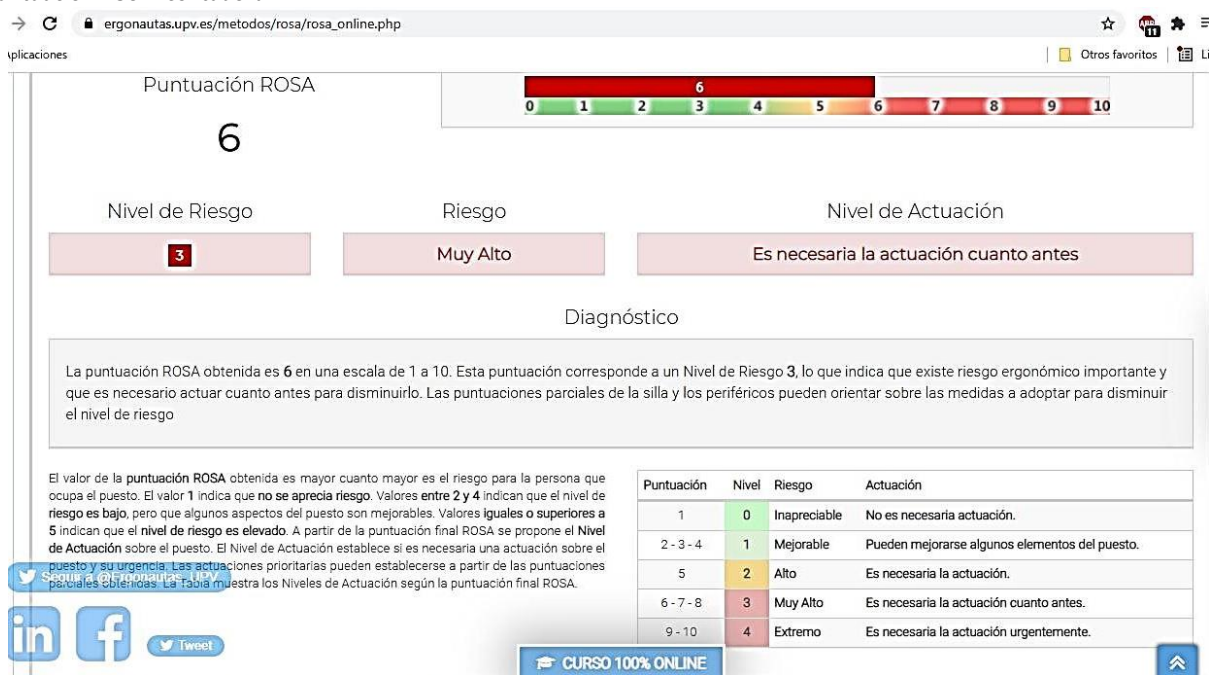 ergonautas.upv.es/metodos/rosa/rosa_online.php
11
plicaciones
Otros favoritos
Li
Puntuación ROSA
6
6
0 1 2 3 4 5 6 7 8 9 10
Nivel de Riesgo
Riesgo
Nivel de Actuación
3
Muy Alto
Es necesaria la actuación cuanto antes
Diagnóstico
La puntuación ROSA obtenida es 6 en una escala de 1 a 10. Esta puntuación corresponde a un Nivel de Riesgo 3, lo que indica que existe riesgo ergonómico importante y
que es necesario actuar cuanto antes para disminuirlo. Las puntuaciones parciales de la silla y los periféricos pueden orientar sobre las medidas a adoptar para disminuir
el nivel de riesgo
El valor de la puntuación ROSA obtenida es mayor cuanto mayor es el riesgo para la persona que
ocupa el puesto. El valor 1 indica que no se aprecia riesgo. Valores entre 2 y 4 indican que el nivel de
riesgo es bajo, pero que algunos aspectos del puesto son mejorables. Valores iguales o superiores a
5 indican que el nivel de riesgo es elevado. A partir de la puntuación final ROSA se propone el Nivel
de Actuación sobre el puesto. El Nivel de Actuación establece si es necesaria una actuación sobre el
puesto y su urgencia. Las actuaciones prioritarias pueden establecerse a partir de las puntuaciones
parciales obtenidas. La Tabla muestra los Niveles de Actuación según la puntuación final ROSA.
Seguir a @Ergonautas_UPV
in f
Tweet
Puntuación Nivel Riesgo Actuación
1 0 Inapreciable No es necesaria actuación.
2 - 3 - 4 1 Mejorable Pueden mejorarse algunos elementos del puesto.
5 2 Alto Es necesaria la actuación.
6 - 7 - 8 3 Muy Alto Es necesaria la actuación cuanto antes.
9 - 10 4 Extremo Es necesaria la actuación urgentemente.
CURSO 100% ONLINE